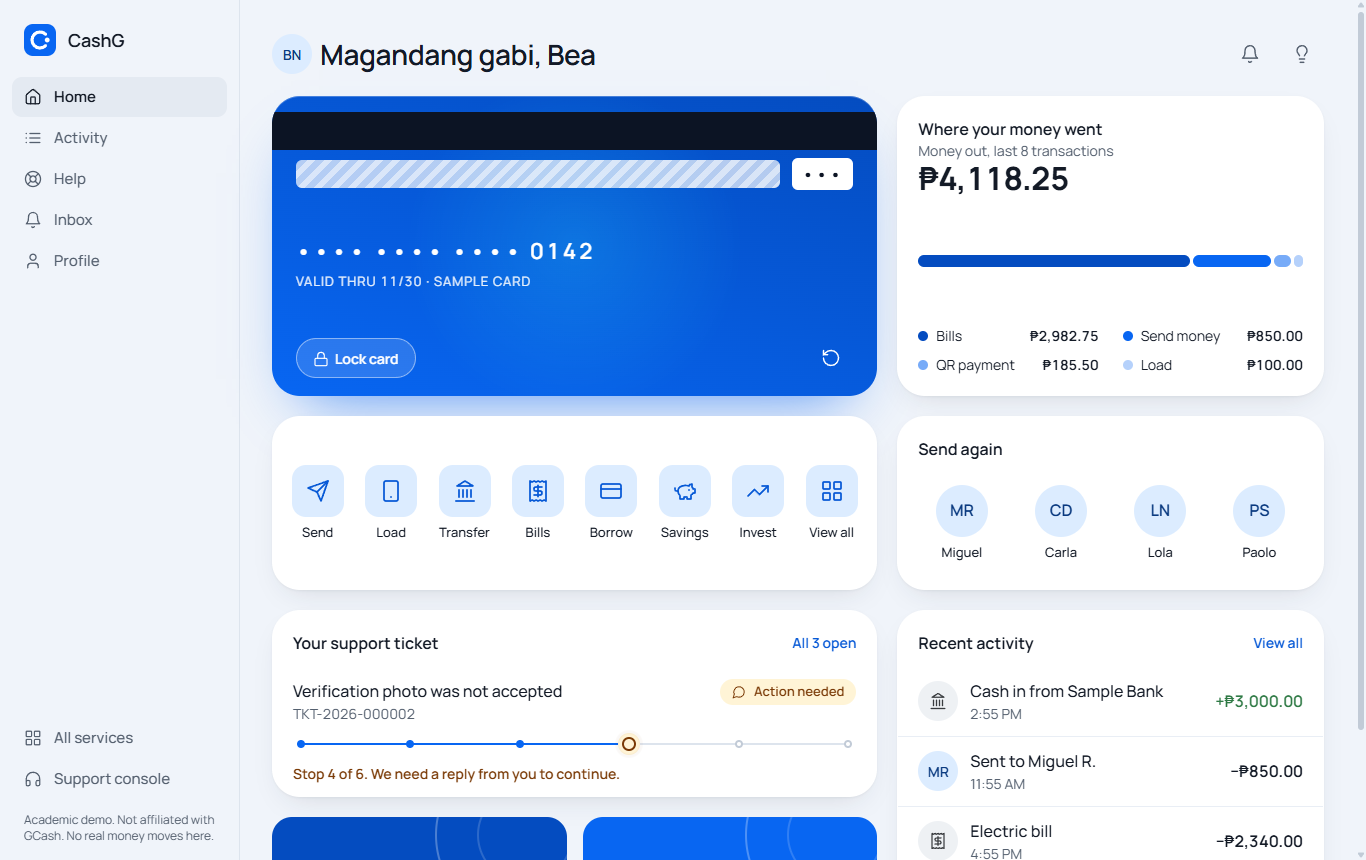 CashG
Home
Activity
Help
Inbox
Profile
All services
Support console
Academic demo. Not affiliated with
GCash. No real money moves here.
BN
Magandang gabi, Bea
• • •
• • • • • • • • • • • • 0142
VALID THRU 11/30 · SAMPLE CARD
Lock card
Where your money went
Money out, last 8 transactions
₱4,118.25
Bills ₱2,982.75
Send money ₱850.00
QR payment ₱185.50
Load ₱100.00
Send
Load
Transfer
Bills
Borrow
Savings
Invest
View all
Send again
MR
CD
LN
PS
Miguel
Carla
Lola
Paolo
Your support ticket
All 3 open
Verification photo was not accepted
Action needed
TKT-2026-000002
Stop 4 of 6. We need a reply from you to continue.
Recent activity
View all
Cash in from Sample Bank
2:55 PM
+₱3,000.00
MR
Sent to Miguel R.
11:55 AM
−₱850.00
Electric bill
4:55 PM
−₱2,340.00